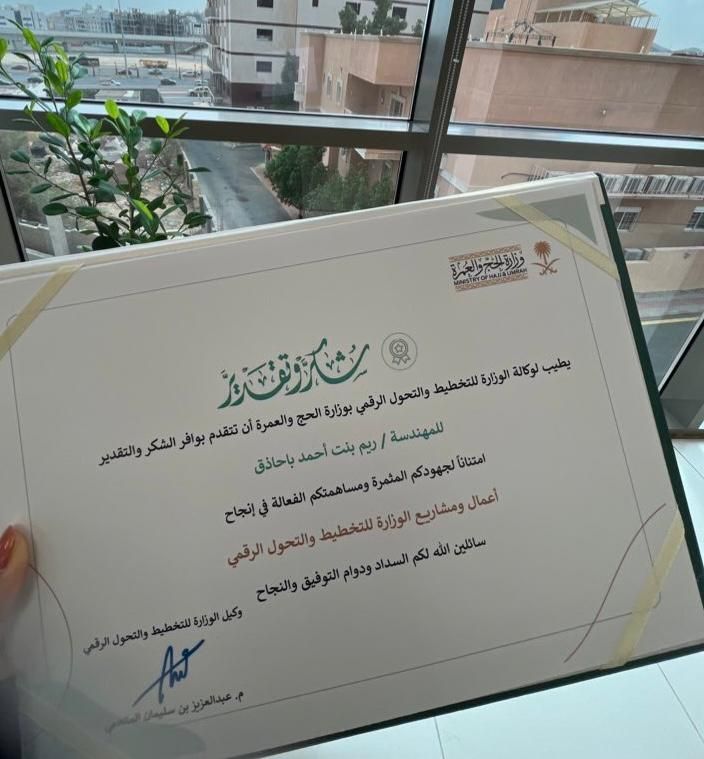 وزارة الحج والعمرة
MINISTRY OF HAJJ & UMRAH
شكر وتقدير
يطيب لوكالة الوزارة للتخطيط والتحول الرقمي بوزارة الحج والعمرة أن تتقدم بوافر الشكر والتقدير
للمهندسة / ريم بنت أحمد باحاذق
امتناناً لجهودكم المثمرة ومساهمتكم الفعالة في إنجاح
أعمال ومشاريع الوزارة للتخطيط والتحول الرقمي
سائلين الله لكم السداد ودوام التوفيق والنجاح
وكيل الوزارة للتخطيط والتحول الرقمي
م. عبدالعزيز بن سليمان